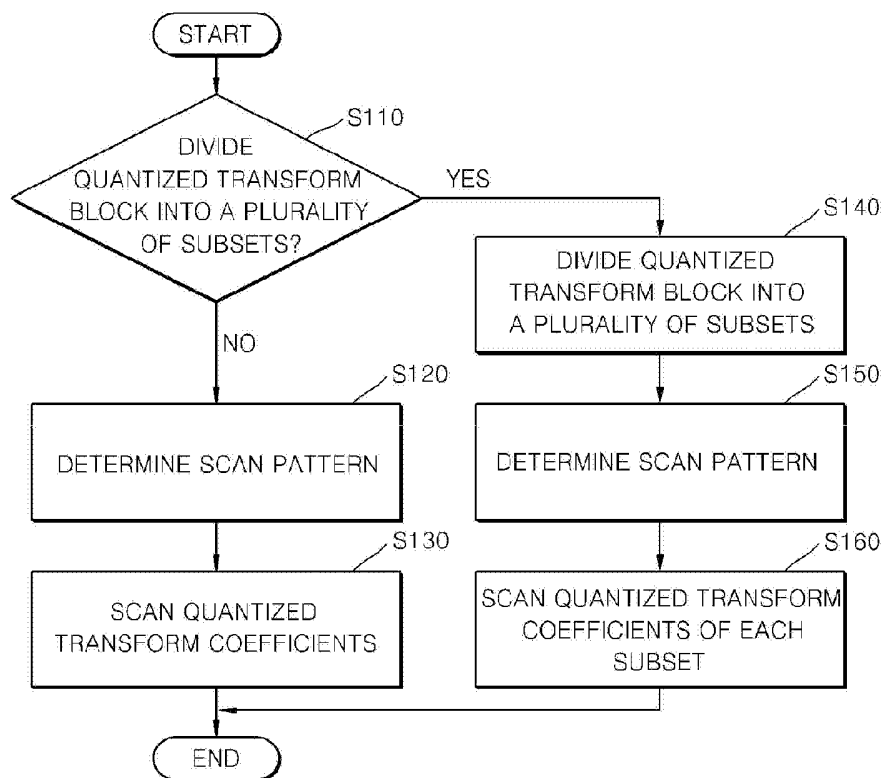 START
S110
DIVIDE
QUANTIZED TRANSFORM
BLOCK INTO A PLURALITY
OF SUBSETS?
YES
S140
DIVIDE QUANTIZED
TRANSFORM BLOCK INTO
A PLURALITY OF SUBSETS
NO
S120
DETERMINE SCAN PATTERN
S150
DETERMINE SCAN PATTERN
S130
SCAN QUANTIZED
TRANSFORM COEFFICIENTS
S160
SCAN QUANTIZED TRANSFORM
COEFFICIENTS OF EACH
SUBSET
END